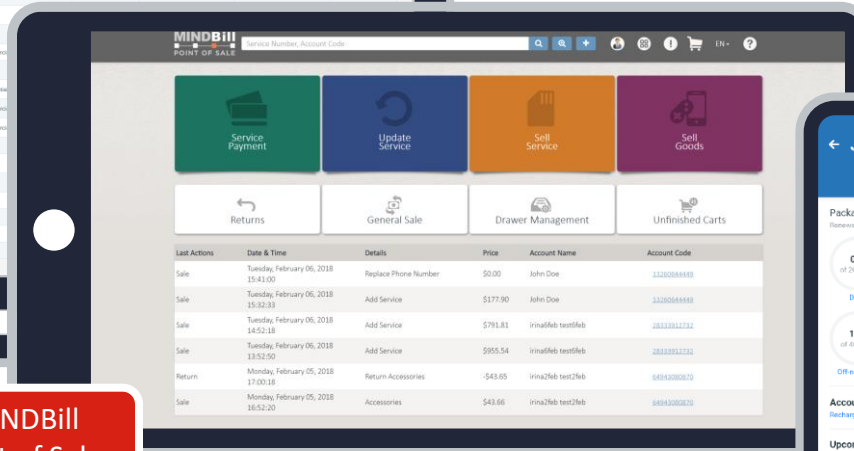 MINDBill
POINT OF SALE
Service Number, Account Code
EN
Service
Payment
Update
Service
Sell
Service
Sell
Goods
Returns
General Sale
Drawer Management
Unfinished Carts
Last Actions Date & Time Details Price Account Name Account Code
Sale Tuesday, February 06, 2018 15:41:00 Replace Phone Number $0.00 John Doe
Sale Tuesday, February 06, 2018 15:32:33 Add Service $177.90 John Doe
Sale Tuesday, February 06, 2018 14:52:18 Add Service $791.81 irina6feb test6feb
Sale Tuesday, February 06, 2018 13:52:50 Add Service $955.54 irina6feb test6feb
Return Monday, February 05, 2018 17:00:18 Return Accessories -$43.65 irina2feb test2feb
Sale Monday, February 05, 2018 16:52:20 Accessories $43.66 irina2feb test2feb
NDBill
Packa
Accou
Rechar
Upcon